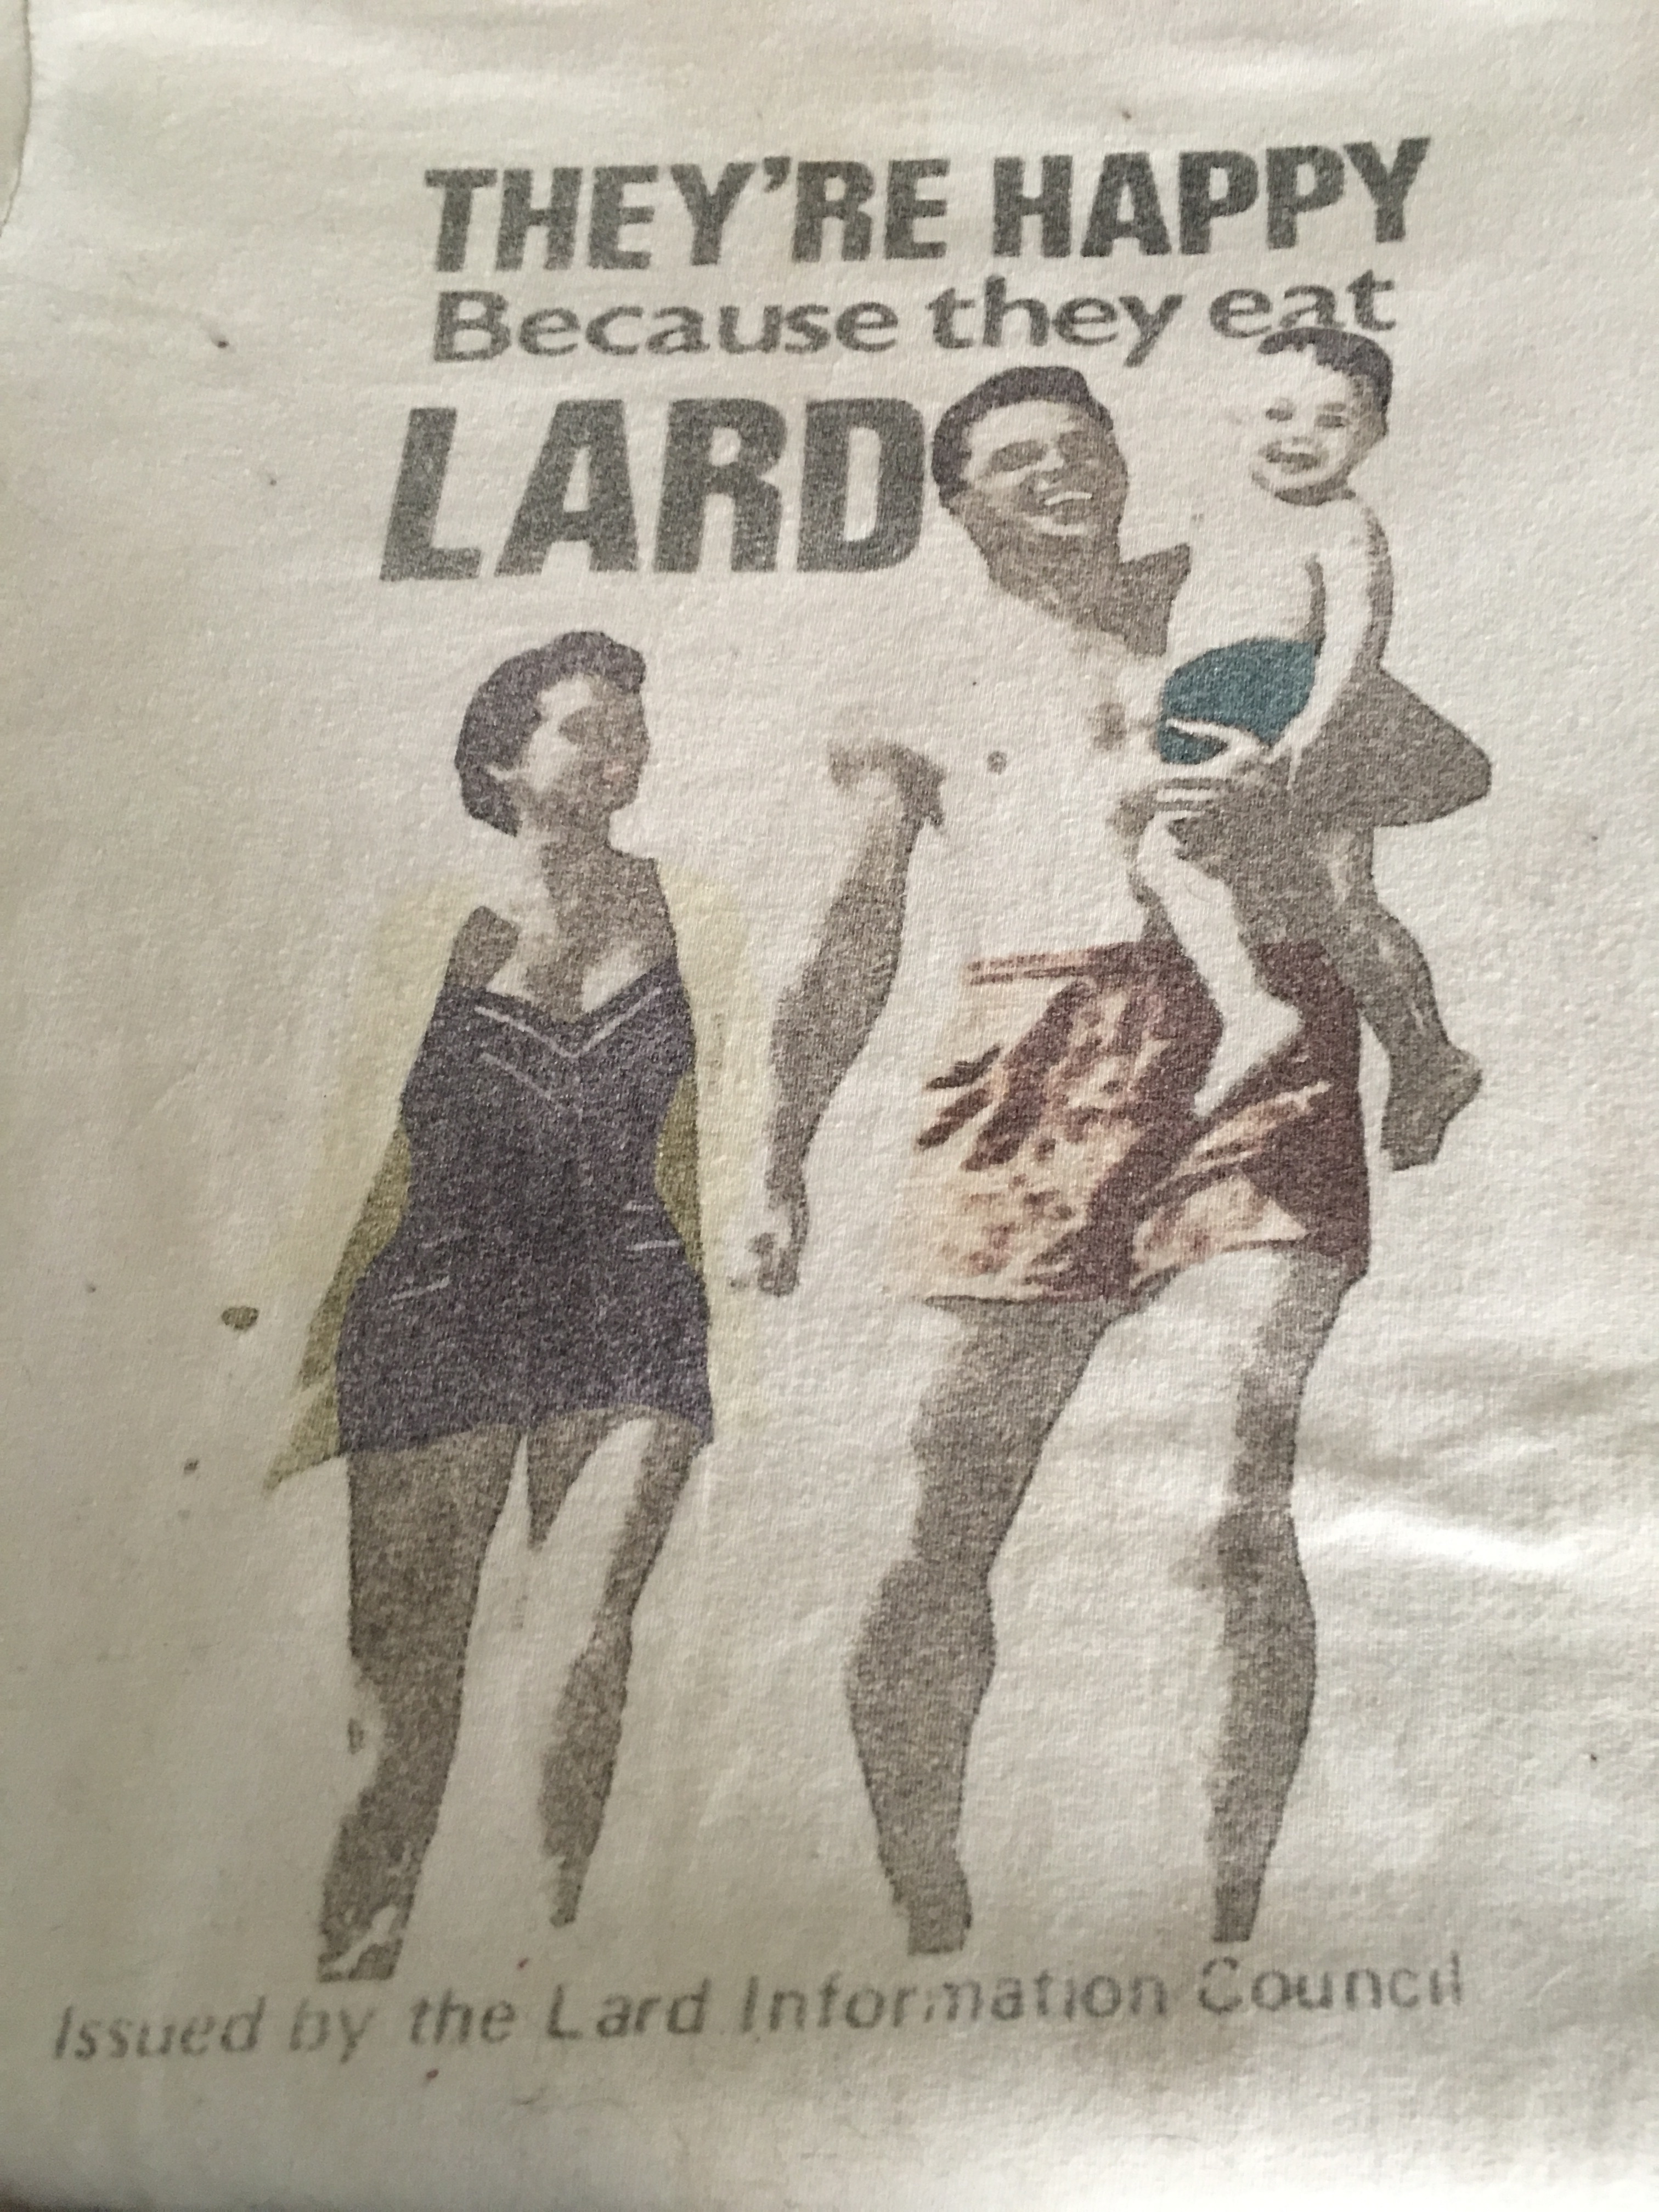 THEY'RE HAPPY
Because they eat
LARD
Issued by the Lard Information Council